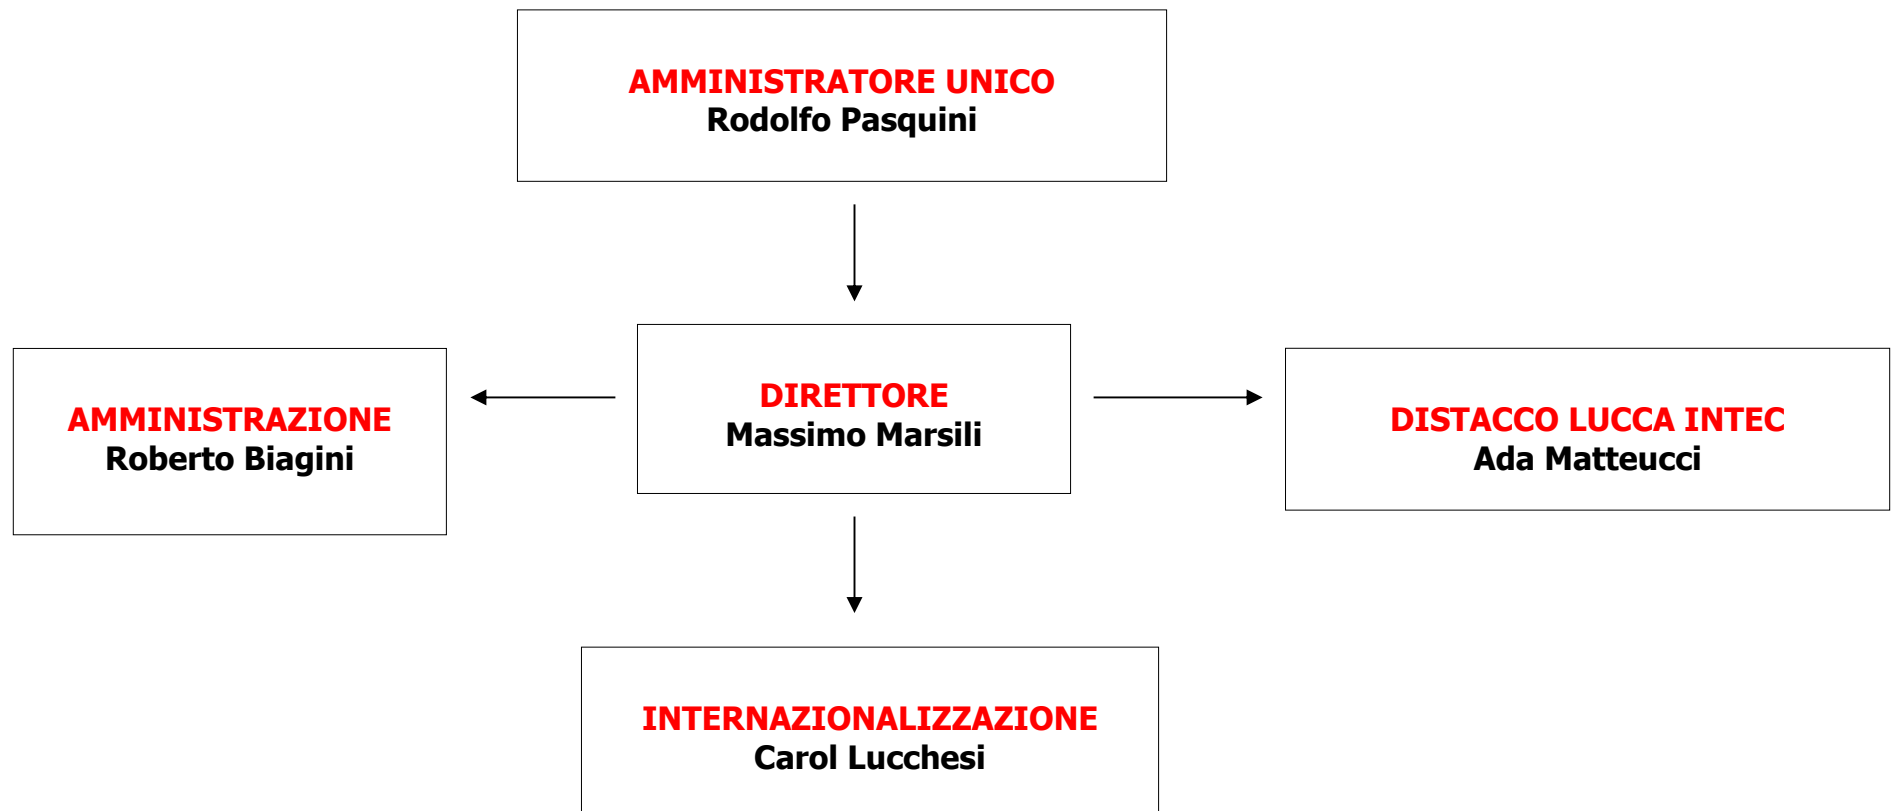 AMMINISTRATORE UNICO
Rodolfo Pasquini
AMMINISTRAZIONE
Roberto Biagini
DIRETTORE
Massimo Marsili
DISTACCO LUCCA INTEC
Ada Matteucci
INTERNAZIONALIZZAZIONE
Carol Lucchesi